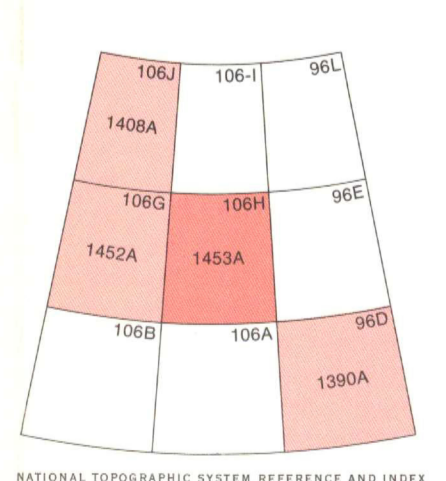 106J 106-I 96L
1408A
106G 106H 96E
1452A 1453A
106B 106A 96D
1390A
NATIONAL TOPOGRAPHIC SYSTEM REFERENCE AND INDEX